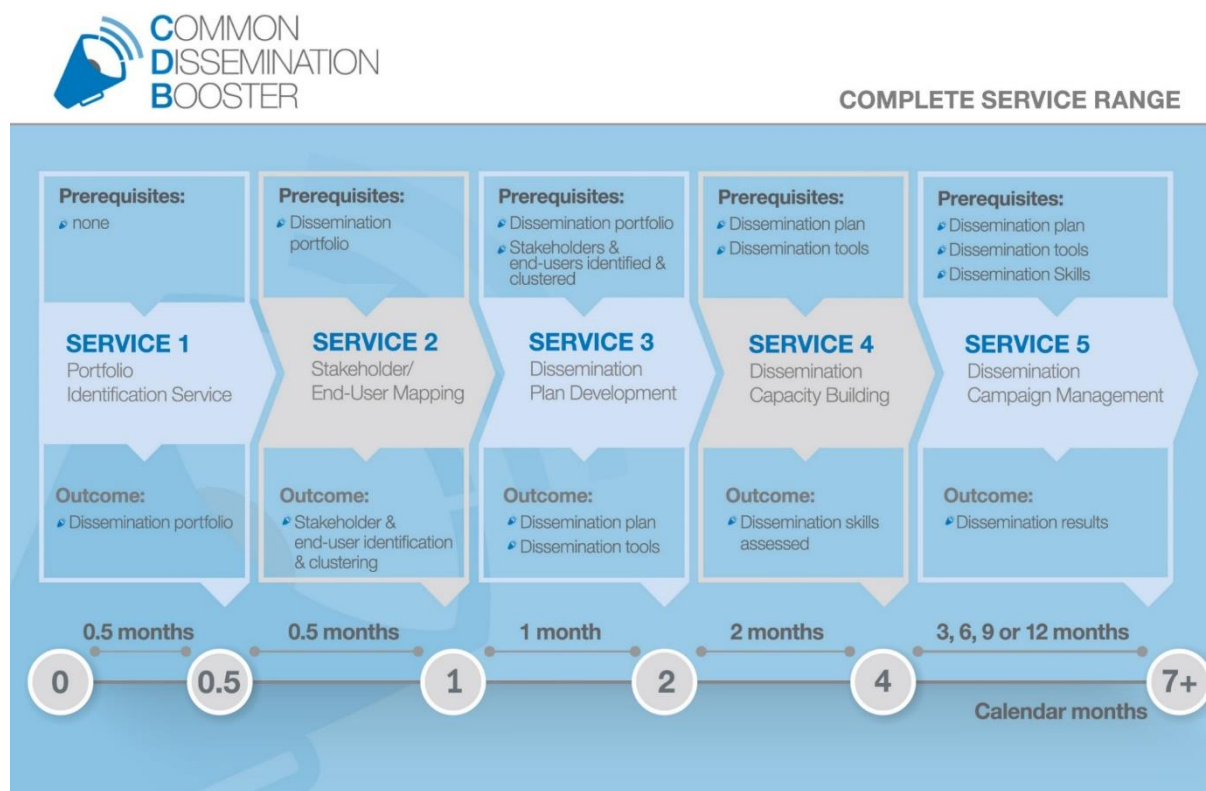 COMMON
DISSEMINATION
BOOSTER
COMPLETE SERVICE RANGE
Prerequisites:
none
SERVICE 1
Portfolio
Identification Service
Outcome:
Dissemination portfolio
Prerequisites:
Dissemination
portfolio
SERVICE 2
Stakeholder/
End-User Mapping
Outcome:
Stakeholder &
end-user identification
& clustering
Prerequisites:
Dissemination portfolio
Stakeholders &
end-users identified &
clustered
SERVICE 3
Dissemination
Plan Development
Outcome:
Dissemination plan
Dissemination tools
Prerequisites:
Dissemination plan
Dissemination tools
SERVICE 4
Dissemination
Capacity Building
Outcome:
Dissemination skills
assessed
Prerequisites:
Dissemination plan
Dissemination tools
Dissemination Skills
SERVICE 5
Dissemination
Campaign Management
Outcome:
Dissemination results
0.5 months
0.5 months
1 month
2 months
3, 6, 9 or 12 months
0
0.5
1
2
4
7+
Calendar months